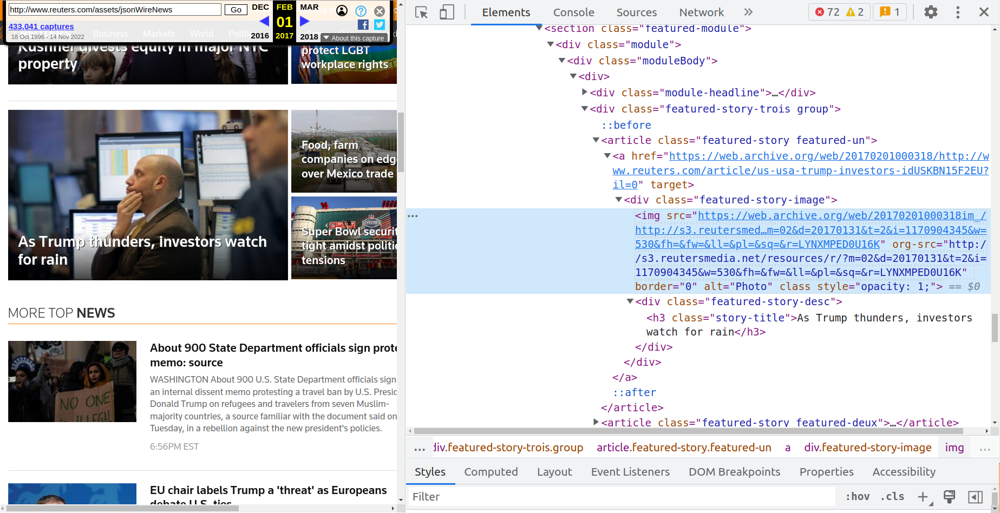 http://www.reuters.com/assets/jsonWireNews
Go
DEC FEB MAR
01
2016 2017 2018
433,041 captures
18 Oct 1996 - 14 Nov 2022
About this capture
Business Markets World
Kushner divests equity in major NYC
property
protect LGBT
workplace rights
As Trump thunders, investors watch
for rain
Food, farm
companies on edg
over Mexico trade
Super Bowl securit
tight amidst politic
tensions
MORE TOP NEWS
NO ONE
ILLEGAL
About 900 State Department officials sign prote
memo: source
WASHINGTON About 900 U.S. State Department officials sign
an internal dissent memo protesting a travel ban by U.S. Presid
Donald Trump on refugees and travelers from seven Muslim-
majority countries, a source familiar with the document said on
Tuesday, in a rebellion against the new president's policies.
6:56PM EST
EU chair labels Trump a 'threat' as Europeans
debate U.S. ties
Elements Console Sources Network » 72 2 1
<section class="featured-module">
<div class="module">
<div class="moduleBody">
<div>
<div class="module-headline">…</div>
<div class="featured-story-trois group">
::before
<article class="featured-story featured-un">
<a href="https://web.archive.org/web/20170201000318/http://w
ww.reuters.com/article/us-usa-trump-investors-idUSKBN15F2EU?
il=0" target>
<div class="featured-story-image">
<img src="https://web.archive.org/web/20170201000318im_/
http://s3.reutersmed…m=02&d=20170131&t=2&i=1170904345&w=
530&fh=&fw=&ll=&pl=&sq=&r=LYNXMPED0U16K" org-src="http:/
/s3.reutersmedia.net/resources/r/?m=02&d=20170131&t=2&i=
1170904345&w=530&fh=&fw=&ll=&pl=&sq=&r=LYNXMPED0U16K"
border="0" alt="Photo" class style="opacity: 1;"> == $0
<div class="featured-story-desc">
<h3 class="story-title">As Trump thunders, investors
watch for rain</h3>
</div>
</div>
</a>
::after
</article>
<article class="featured-story featured-deux">…</article>
… div.featured-story-trois.group article.featured-story.featured-un a div.featured-story-image img …
Styles Computed Layout Event Listeners DOM Breakpoints Properties Accessibility
Filter :hov .cls